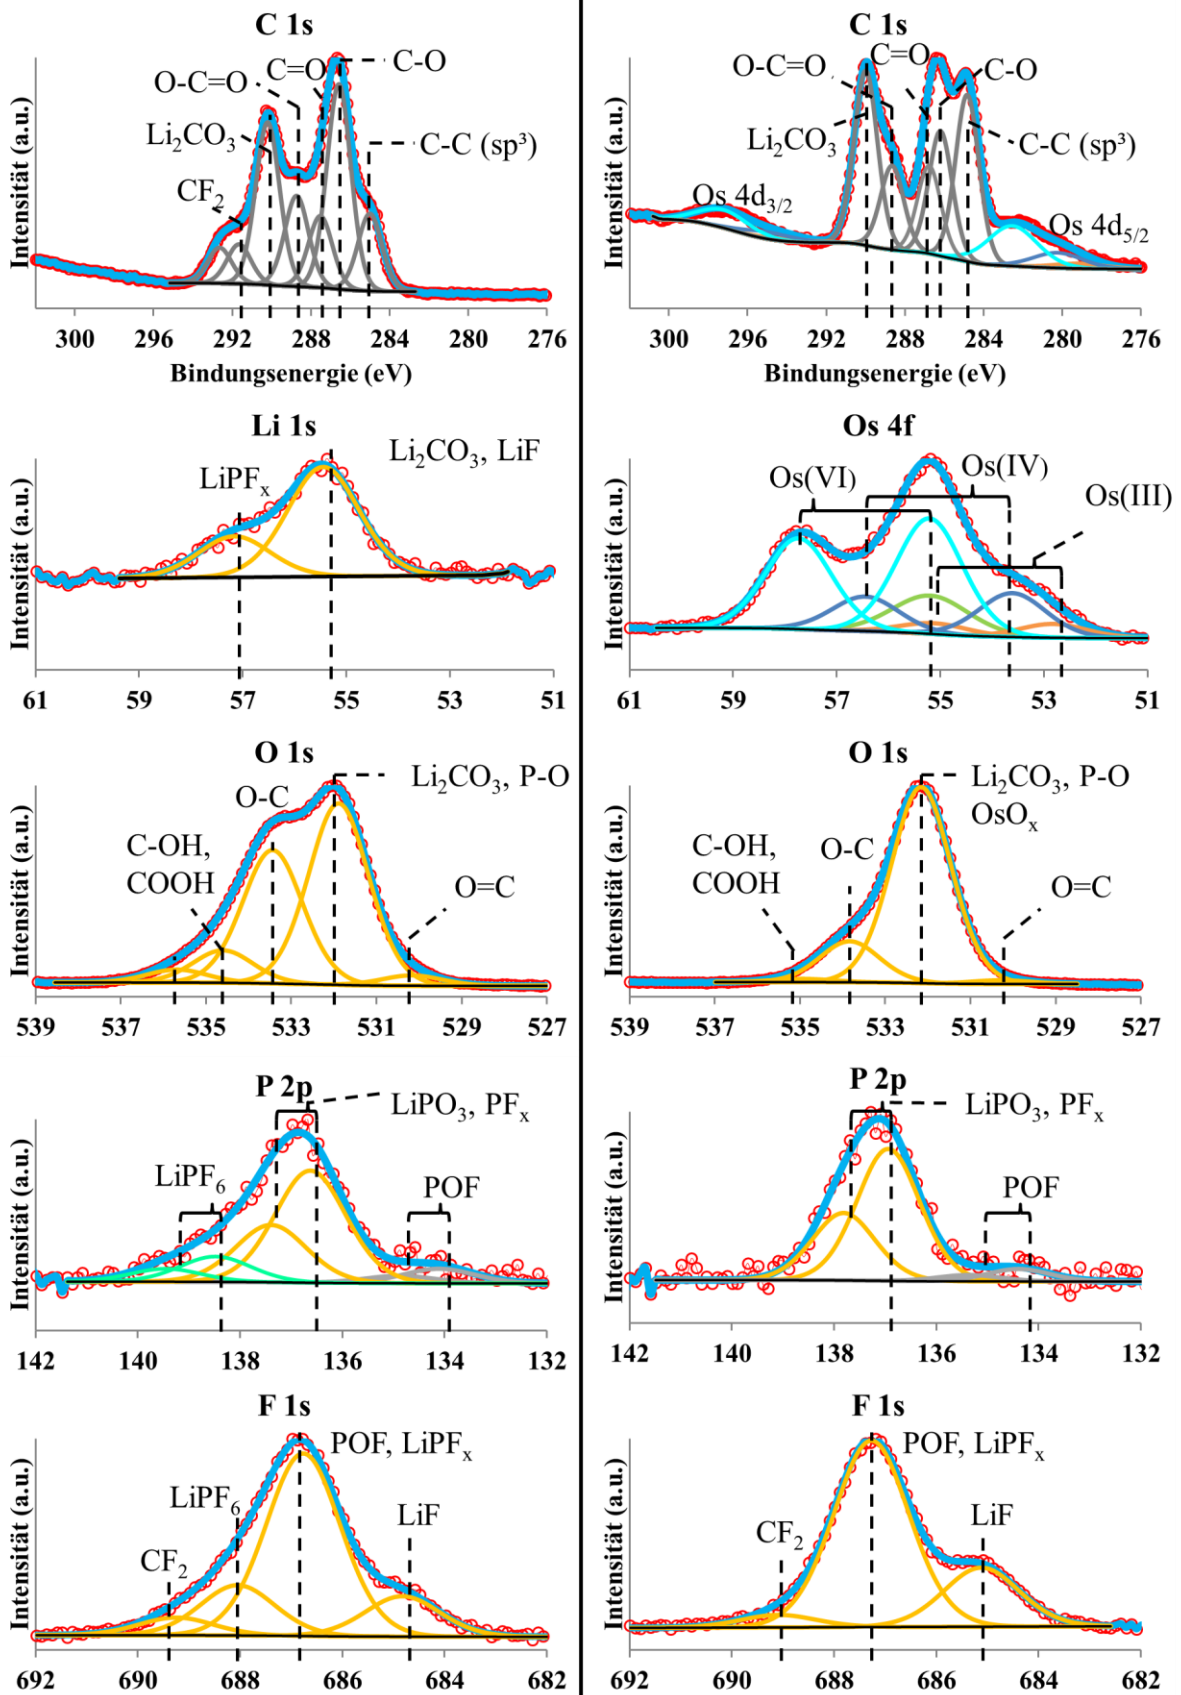 C 1s
Intensität (a.u.)
C=O
C-O
O-C=O
Li₂CO₃
C-C (sp³)
CF₂
300 296 292 288 284 280 276
Bindungsenergie (eV)
C 1s
Intensität (a.u.)
C=O
O-C=O
C-O
Li₂CO₃
C-C (sp³)
Os 4d₃/₂
Os 4d₅/₂
300 296 292 288 284 280 276
Bindungsenergie (eV)
Li 1s
Intensität (a.u.)
Li₂CO₃, LiF
LiPFₓ
61 59 57 55 53 51
Os 4f
Intensität (a.u.)
Os(VI)
Os(IV)
Os(III)
61 59 57 55 53 51
O 1s
Intensität (a.u.)
Li₂CO₃, P-O
O-C
C-OH,
COOH
O=C
539 537 535 533 531 529 527
O 1s
Intensität (a.u.)
Li₂CO₃, P-O
OsOₓ
C-OH,
COOH
O-C
O=C
539 537 535 533 531 529 527
P 2p
Intensität (a.u.)
LiPO₃, PFₓ
LiPF₆
POF
142 140 138 136 134 132
P 2p
Intensität (a.u.)
LiPO₃, PFₓ
POF
142 140 138 136 134 132
F 1s
Intensität (a.u.)
POF, LiPFₓ
LiPF₆
CF₂
LiF
692 690 688 686 684 682
F 1s
Intensität (a.u.)
POF, LiPFₓ
CF₂
LiF
692 690 688 686 684 682